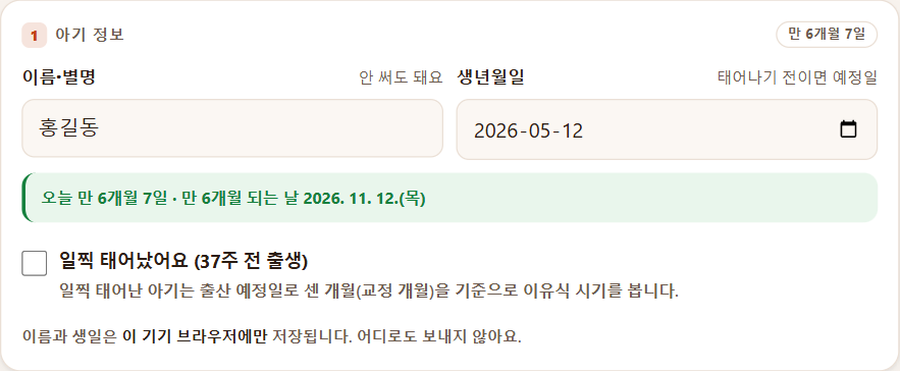 1 아기 정보 만 6개월 7일
이름·별명 안 써도 돼요 생년월일 태어나기 전이면 예정일
홍길동 2026-05-12
오늘 만 6개월 7일 · 만 6개월 되는 날 2026. 11. 12.(목)
일찍 태어났어요 (37주 전 출생)
일찍 태어난 아기는 출산 예정일로 센 개월(교정 개월)을 기준으로 이유식 시기를 봅니다.
이름과 생일은 이 기기 브라우저에만 저장됩니다. 어디로도 보내지 않아요.